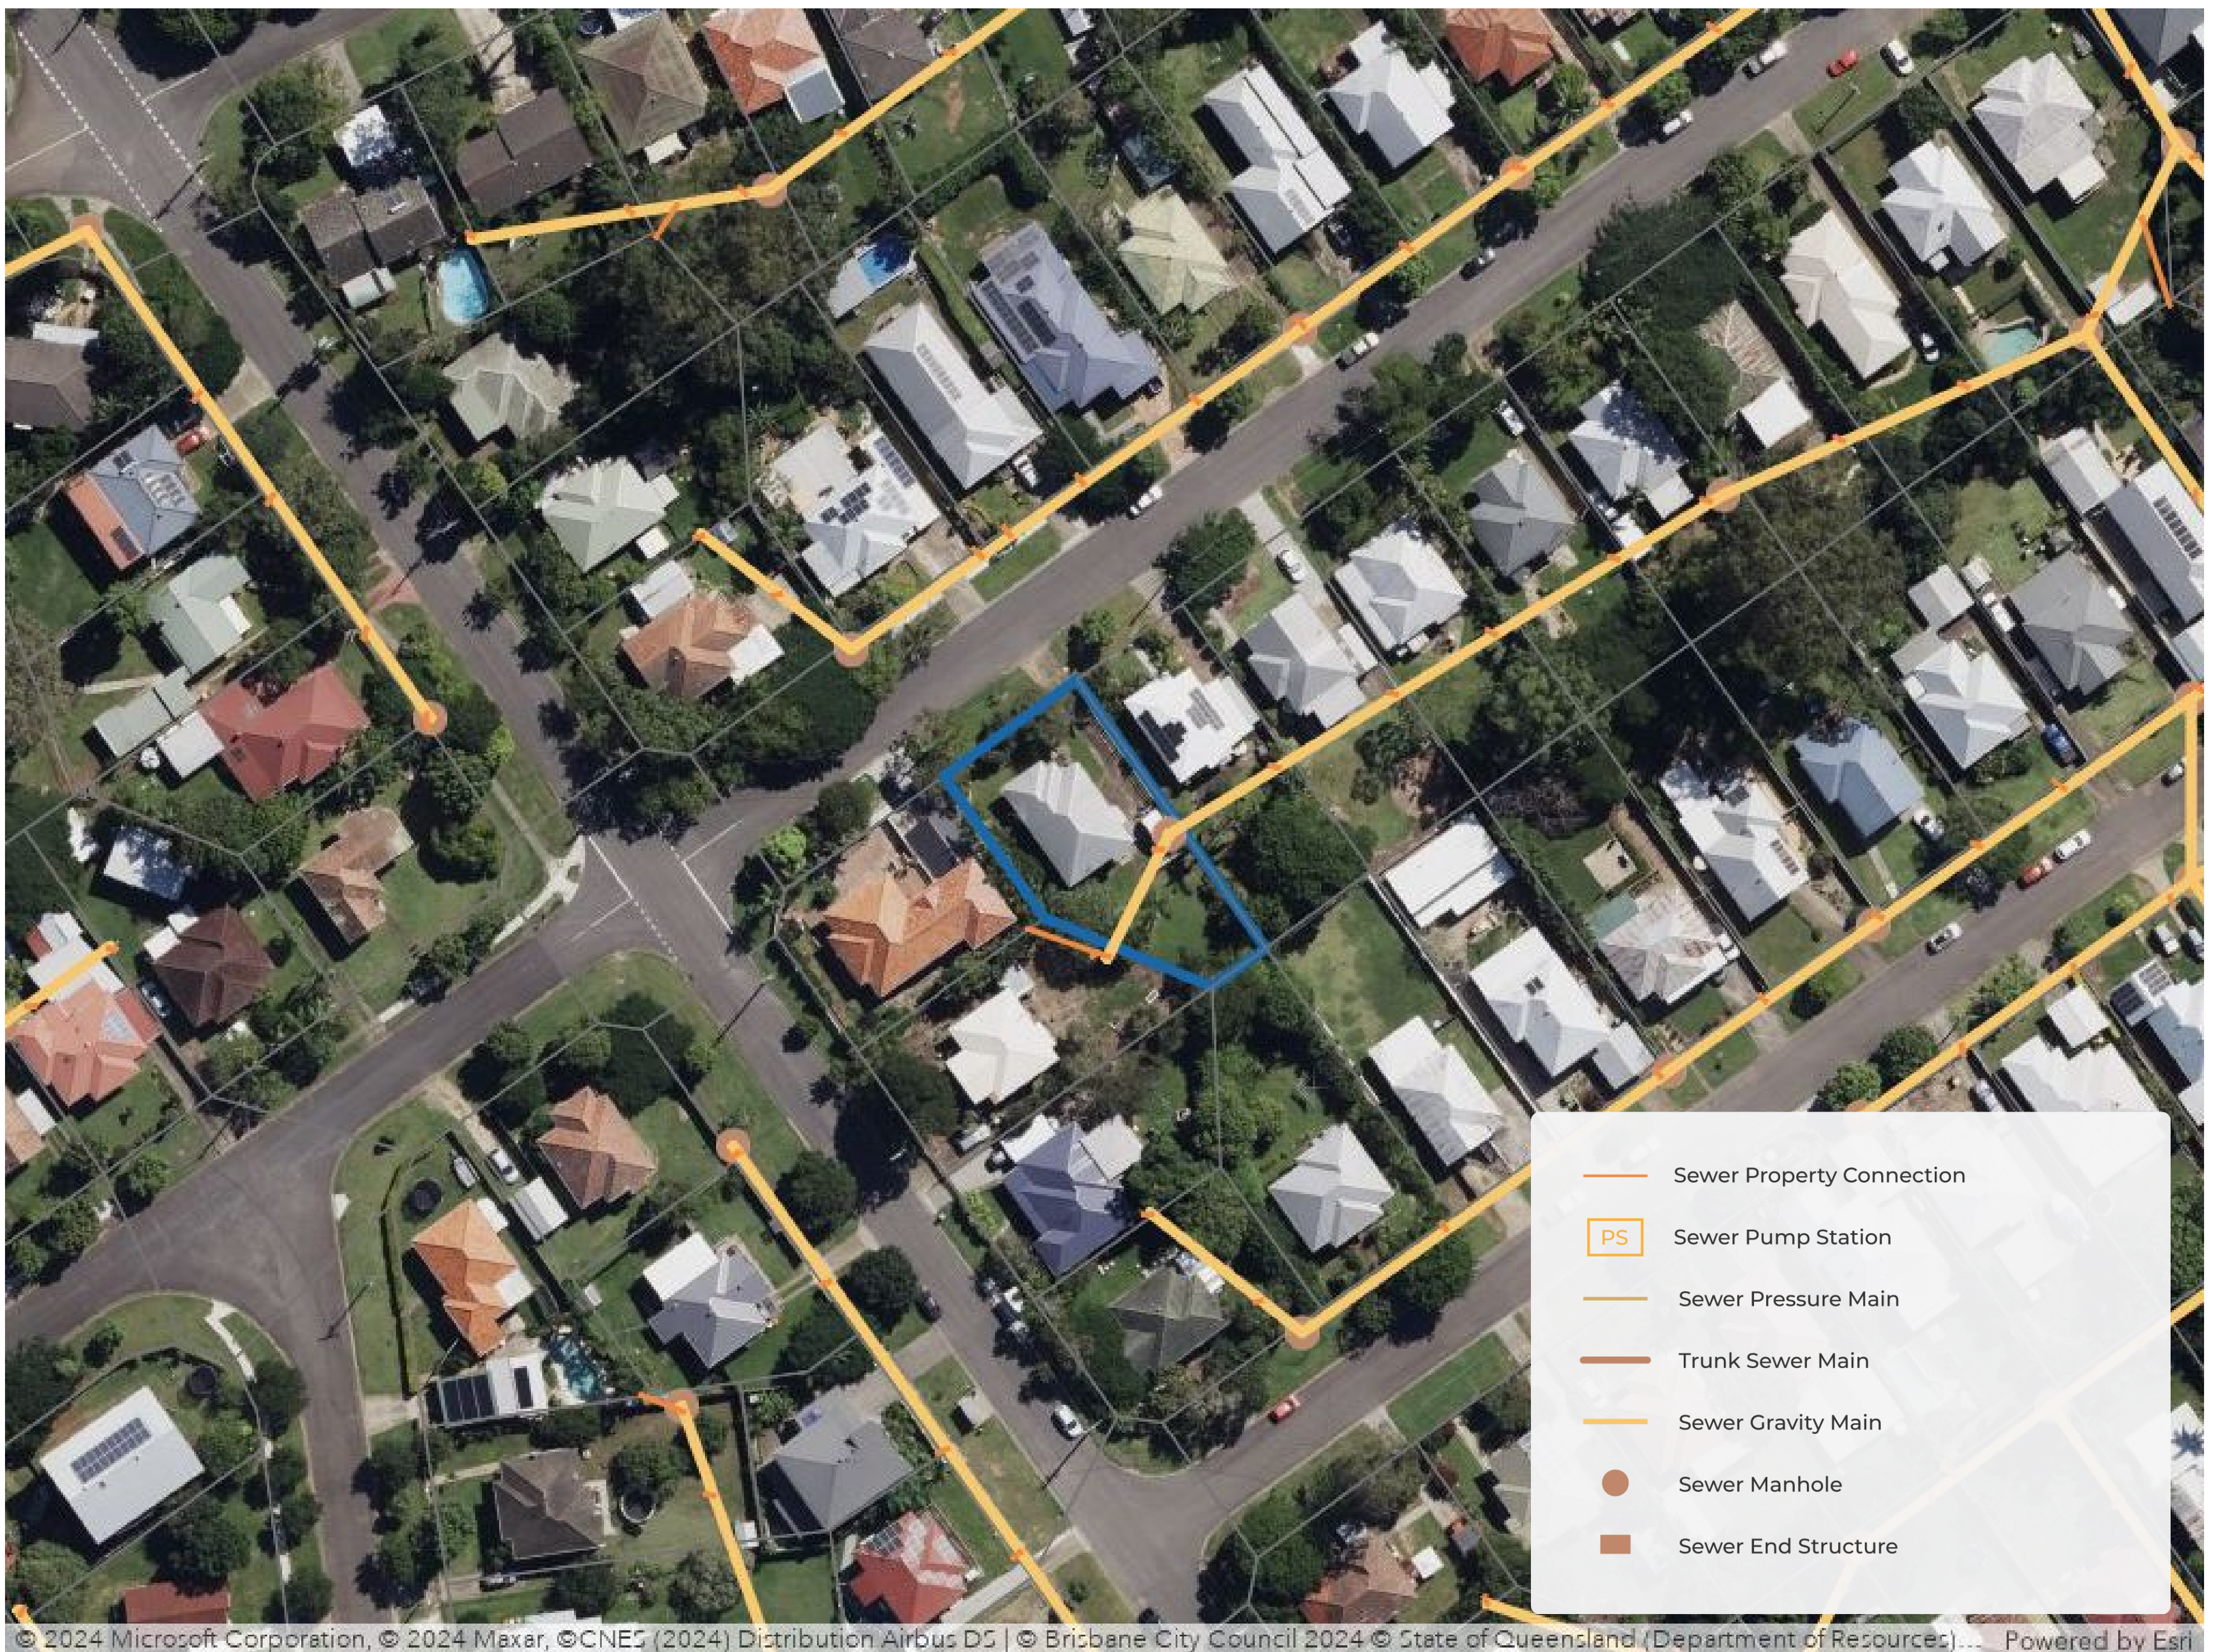 Sewer Property Connection
PS Sewer Pump Station
Sewer Pressure Main
Trunk Sewer Main
Sewer Gravity Main
Sewer Manhole
Sewer End Structure
© 2024 Microsoft Corporation, © 2024 Maxar, ©CNES (2024) Distribution Airbus DS | © Brisbane City Council 2024 © State of Queensland (Department of Resources)... Powered by Esri